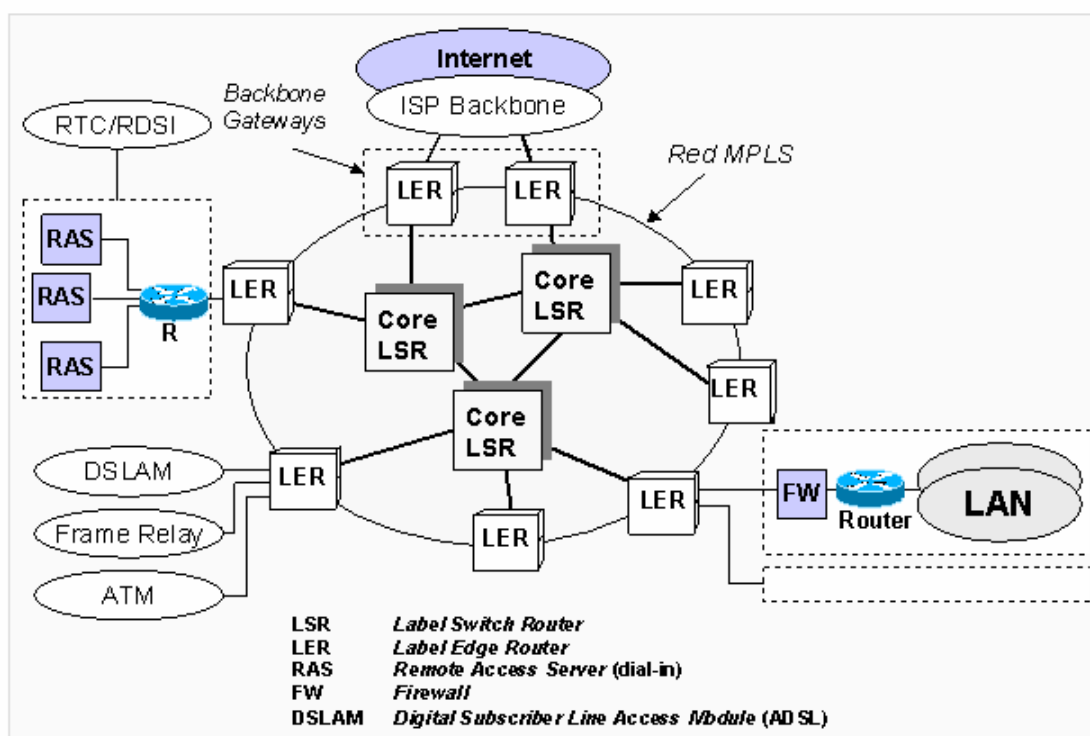 Internet
ISP Backbone
Backbone
Gateways
RTC/RDSI
Red MPLS
LER
LER
RAS
RAS
RAS
R
LER
Core
LSR
Core
LSR
LER
LER
Core
LSR
DSLAM
Frame Relay
ATM
LER
LER
LER
FW
Router
LAN
LSR Label Switch Router
LER Label Edge Router
RAS Remote Access Server (dial-in)
FW Firewall
DSLAM Digital Subscriber Line Access Module (ADSL)